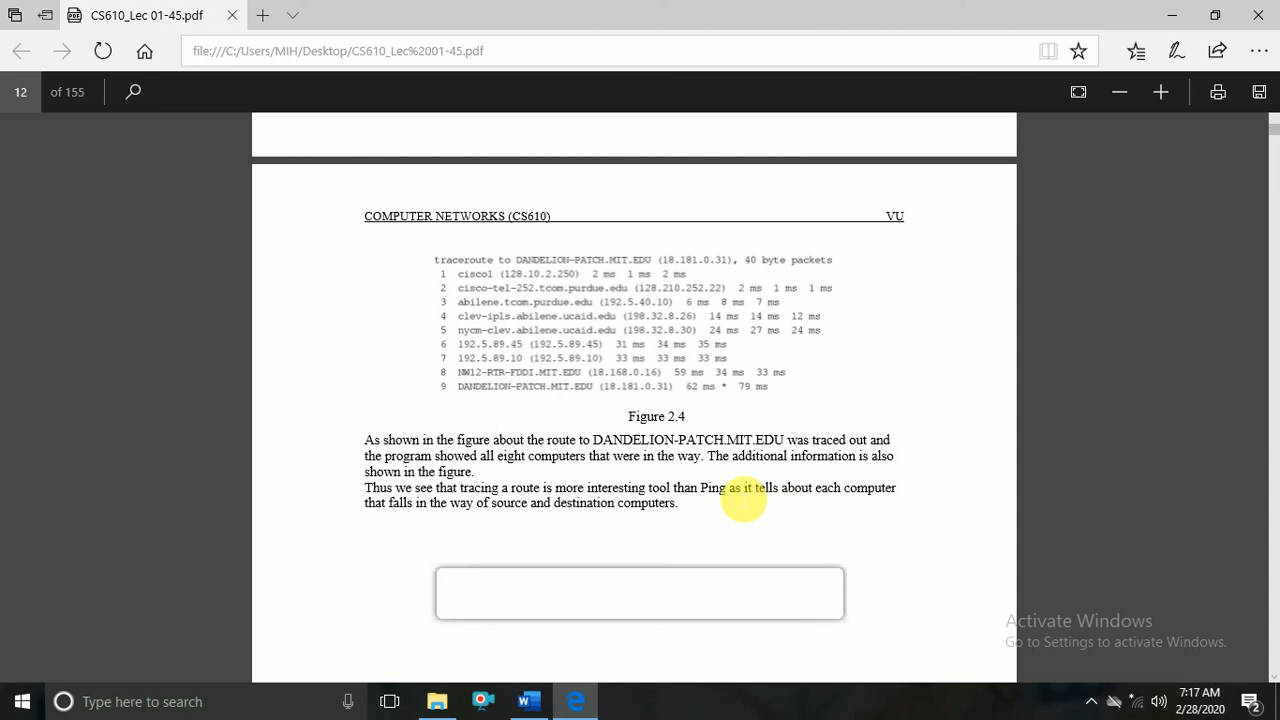 CS610_Lec 01-45.pdf
file:///C:/Users/MIH/Desktop/CS610_Lec%2001-45.pdf
12 of 155
COMPUTER NETWORKS (CS610) VU
traceroute to DANDELION-PATCH.MIT.EDU (18.181.0.31), 40 byte packets
1 cisco1 (128.10.2.250) 2 ms 1 ms 2 ms
2 cisco-tel-252.tcom.purdue.edu (128.210.252.22) 2 ms 1 ms 1 ms
3 abilene.tcom.purdue.edu (192.5.40.10) 6 ms 8 ms 7 ms
4 clev-ipls.abilene.ucaid.edu (198.32.8.26) 14 ms 14 ms 12 ms
5 nycm-clev.abilene.ucaid.edu (198.32.8.30) 24 ms 27 ms 24 ms
6 192.5.89.45 (192.5.89.45) 31 ms 34 ms 35 ms
7 192.5.89.10 (192.5.89.10) 33 ms 33 ms 33 ms
8 NW12-RTR-FDDI.MIT.EDU (18.168.0.16) 59 ms 34 ms 33 ms
9 DANDELION-PATCH.MIT.EDU (18.181.0.31) 62 ms * 79 ms
Figure 2.4
As shown in the figure about the route to DANDELION-PATCH.MIT.EDU was traced out and
the program showed all eight computers that were in the way. The additional information is also
shown in the figure.
Thus we see that tracing a route is more interesting tool than Ping as it tells about each computer
that falls in the way of source and destination computers.
Activate Windows
Go to Settings to activate Windows.
Type here to search
7:17 AM
2/28/2020
2